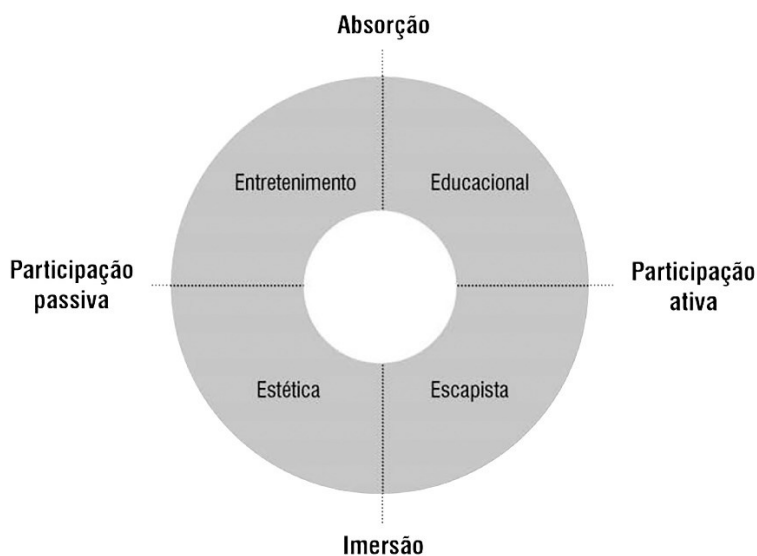 Absorção
Entretenimento
Educacional
Participação
passiva
Participação
ativa
Estética
Escapista
Imersão